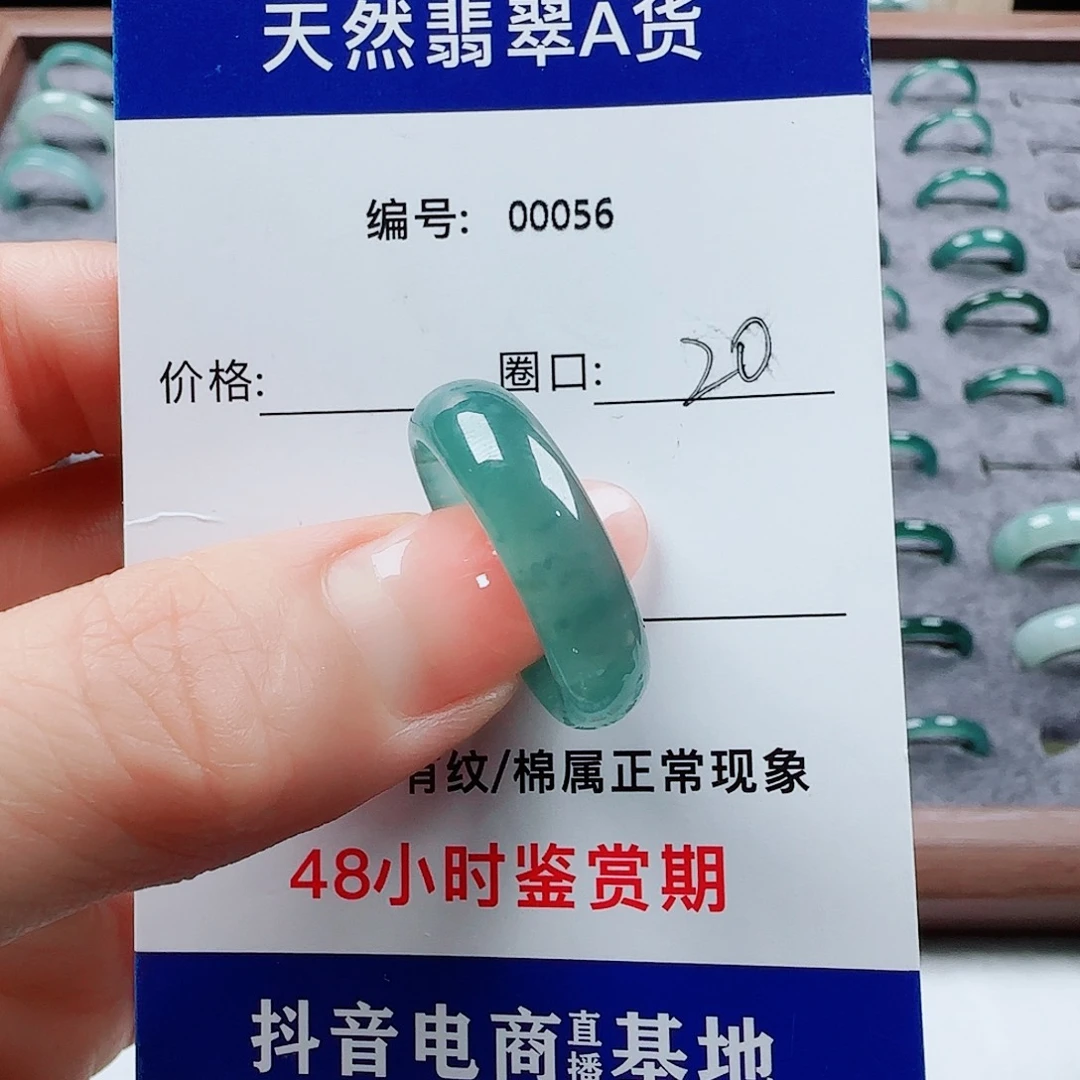 天然翡翠A货
编号: 00056
价格: 圈口: 20
有纹/棉属正常现象
48小时鉴赏期
抖音电商直播基地